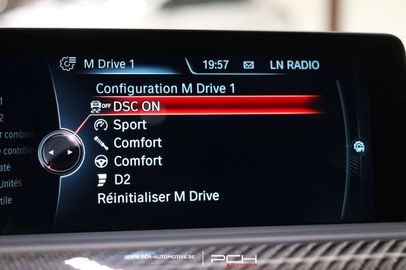 M Drive 1
19:57
LN RADIO
Configuration M Drive 1
OFF DSC ON
Sport
Comfort
Comfort
D2
Réinitialiser M Drive
WWW.PCH-AUTOMOTIVE.BE
PCH